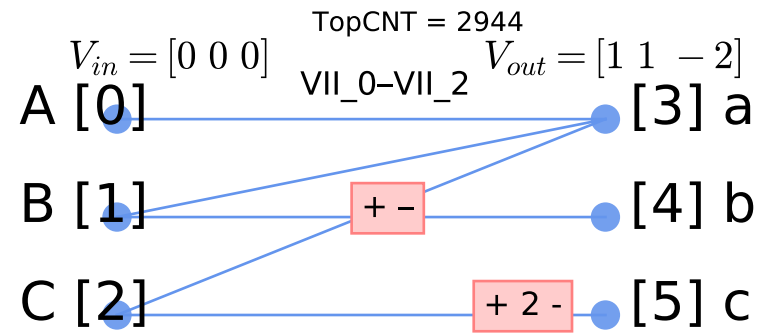 TopCNT = 2944
V_in = [0 0 0] V_out = [1 1 −2]
VII_0–VII_2
A [0] [3] a
B [1] + – [4] b
C [2] + 2 - [5] c